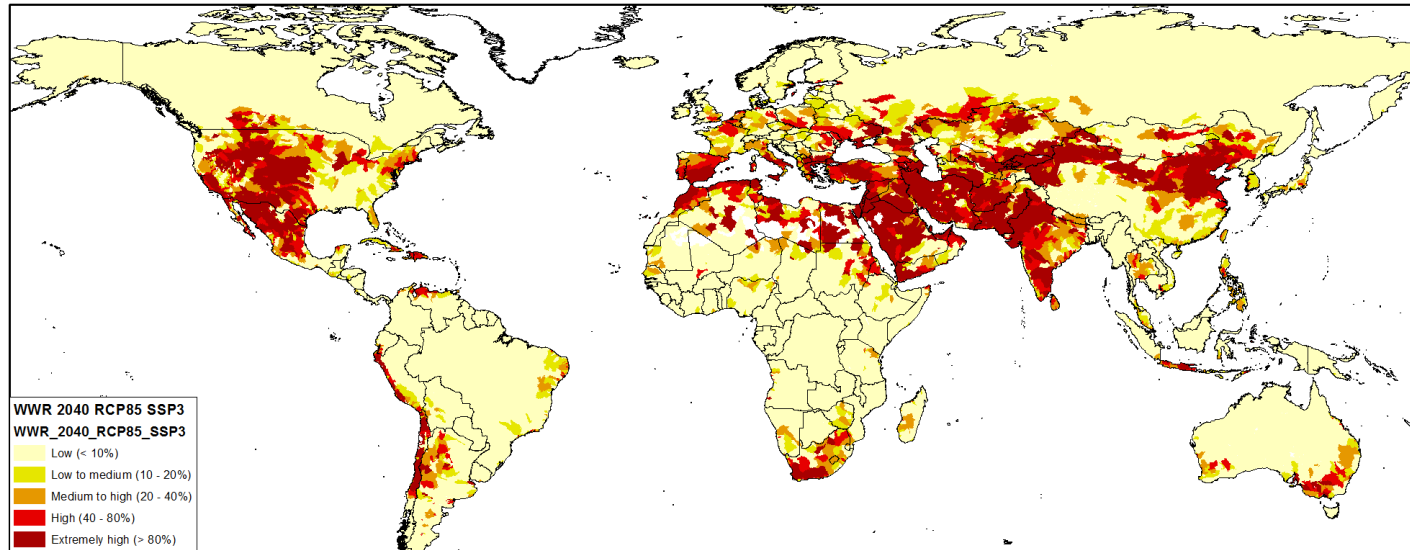 WWR 2040 RCP85 SSP3
WWR_2040_RCP85_SSP3
Low (< 10%)
Low to medium (10 - 20%)
Medium to high (20 - 40%)
High (40 - 80%)
Extremely high (> 80%)